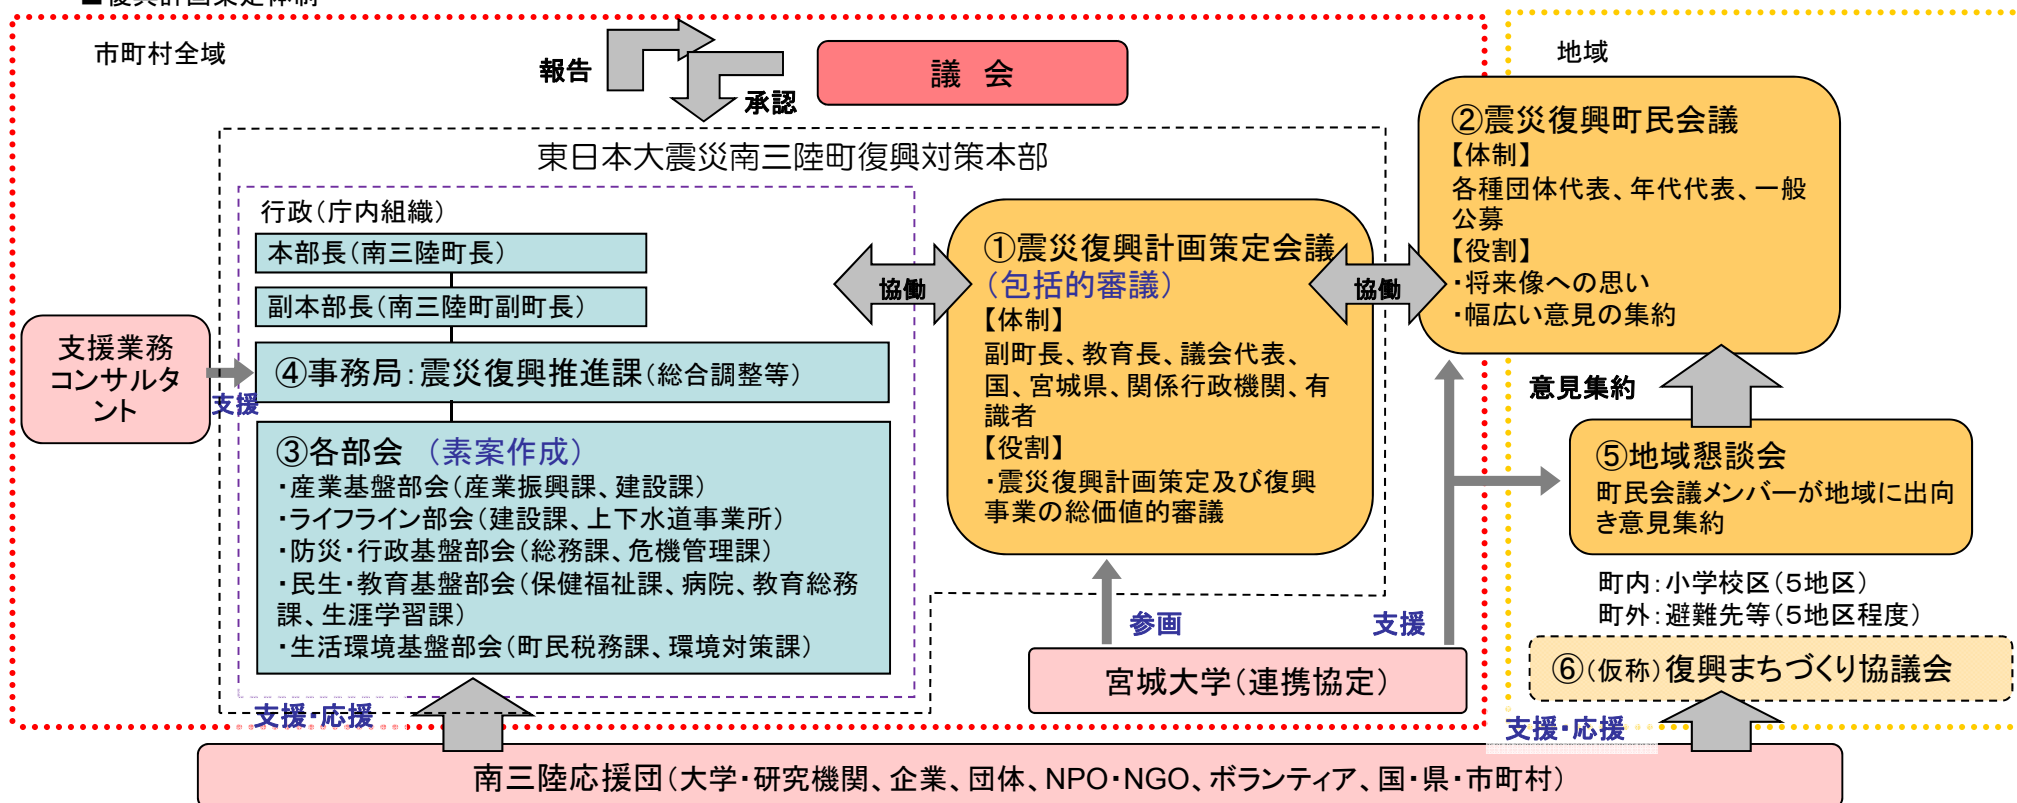 ■復興計画策定体制
市町村全域
報告
承認
議 会
地域
東日本大震災南三陸町復興対策本部
行政(庁内組織)
本部長(南三陸町長)
副本部長(南三陸町副町長)
④事務局:震災復興推進課(総合調整等)
支援業務
コンサルタ
ント
支援
③各部会 (素案作成)
・産業基盤部会(産業振興課、建設課)
・ライフライン部会(建設課、上下水道事業所)
・防災・行政基盤部会(総務課、危機管理課)
・民生・教育基盤部会(保健福祉課、病院、教育総務
課、生涯学習課)
・生活環境基盤部会(町民税務課、環境対策課)
協働
①震災復興計画策定会議
(包括的審議)
【体制】
副町長、教育長、議会代表、
国、宮城県、関係行政機関、有
識者
【役割】
・震災復興計画策定及び復興
事業の総価値的審議
協働
②震災復興町民会議
【体制】
各種団体代表、年代代表、一般
公募
【役割】
・将来像への思い
・幅広い意見の集約
意見集約
⑤地域懇談会
町民会議メンバーが地域に出向
き意見集約
町内:小学校区(5地区)
町外:避難先等(5地区程度)
⑥(仮称)復興まちづくり協議会
参画
支援
宮城大学(連携協定)
支援・応援
支援・応援
南三陸応援団(大学・研究機関、企業、団体、NPO・NGO、ボランティア、国・県・市町村)